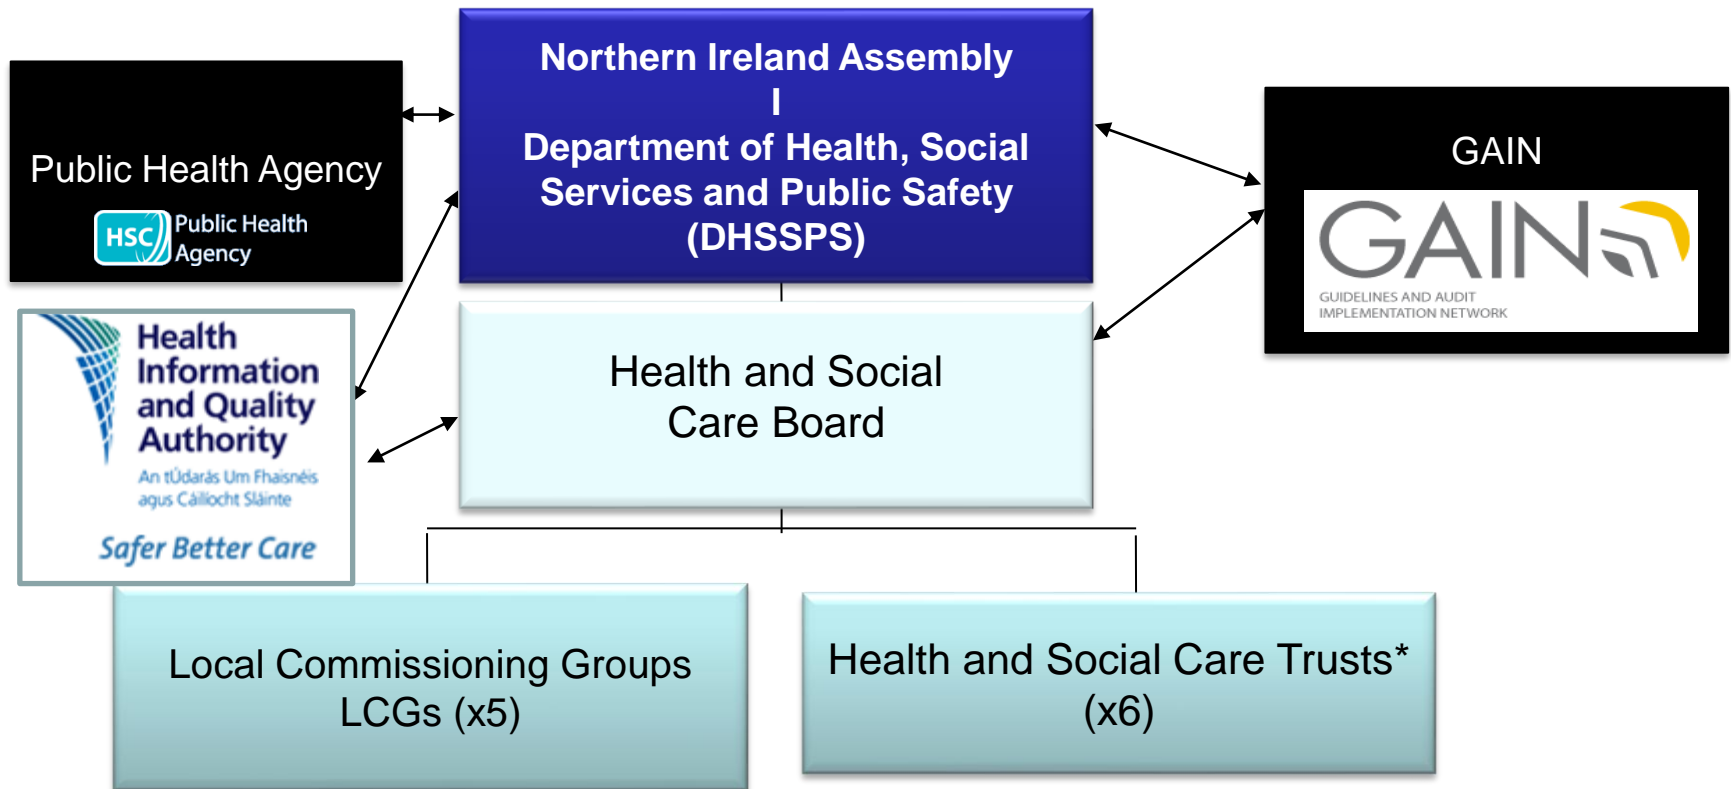 Northern Ireland Assembly
I
Department of Health, Social
Services and Public Safety
(DHSSPS)
Public Health Agency
HSC
Public Health
Agency
GAIN
GAIN
GUIDELINES AND AUDIT
IMPLEMENTATION NETWORK
Health
Information
and Quality
Authority
An tÚdarás Um Fhaisnéis
agus Cáilíocht Sláinte
Safer Better Care
Health and Social
Care Board
Local Commissioning Groups
LCGs (x5)
Health and Social Care Trusts*
(x6)